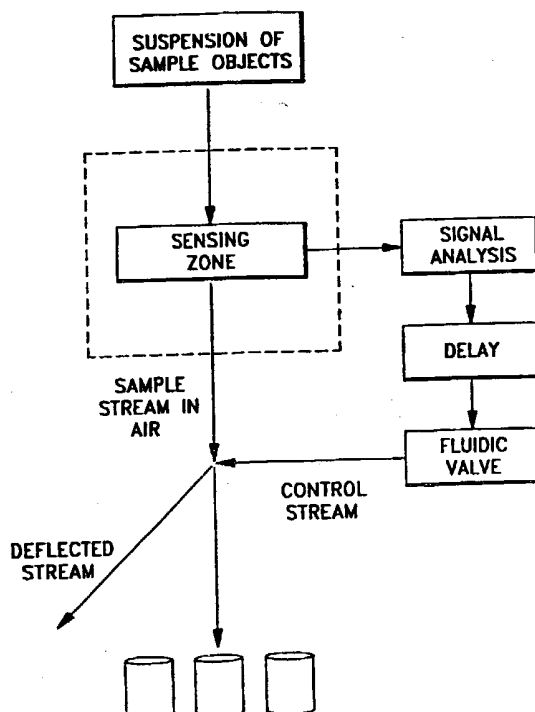 SUSPENSION OF
SAMPLE OBJECTS
SENSING
ZONE
SIGNAL
ANALYSIS
DELAY
SAMPLE
STREAM IN
AIR
FLUIDIC
VALVE
CONTROL
STREAM
DEFLECTED
STREAM